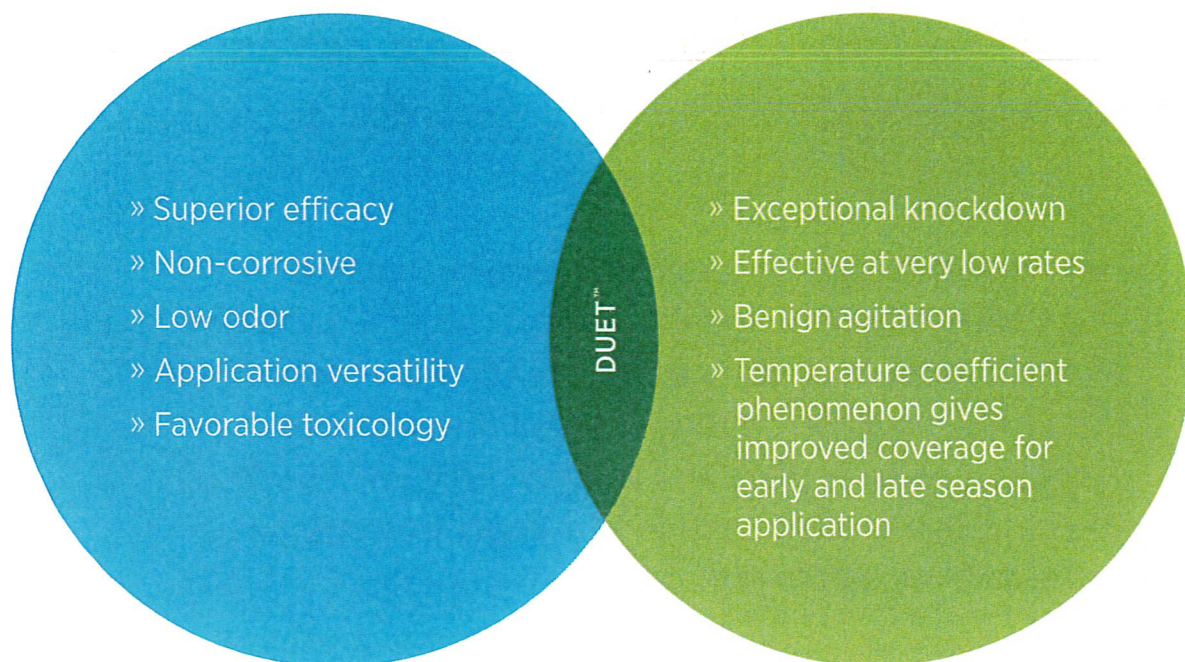 » Superior efficacy
» Non-corrosive
» Low odor
» Application versatility
» Favorable toxicology
DUET™
» Exceptional knockdown
» Effective at very low rates
» Benign agitation
» Temperature coefficient
phenomenon gives
improved coverage for
early and late season
application